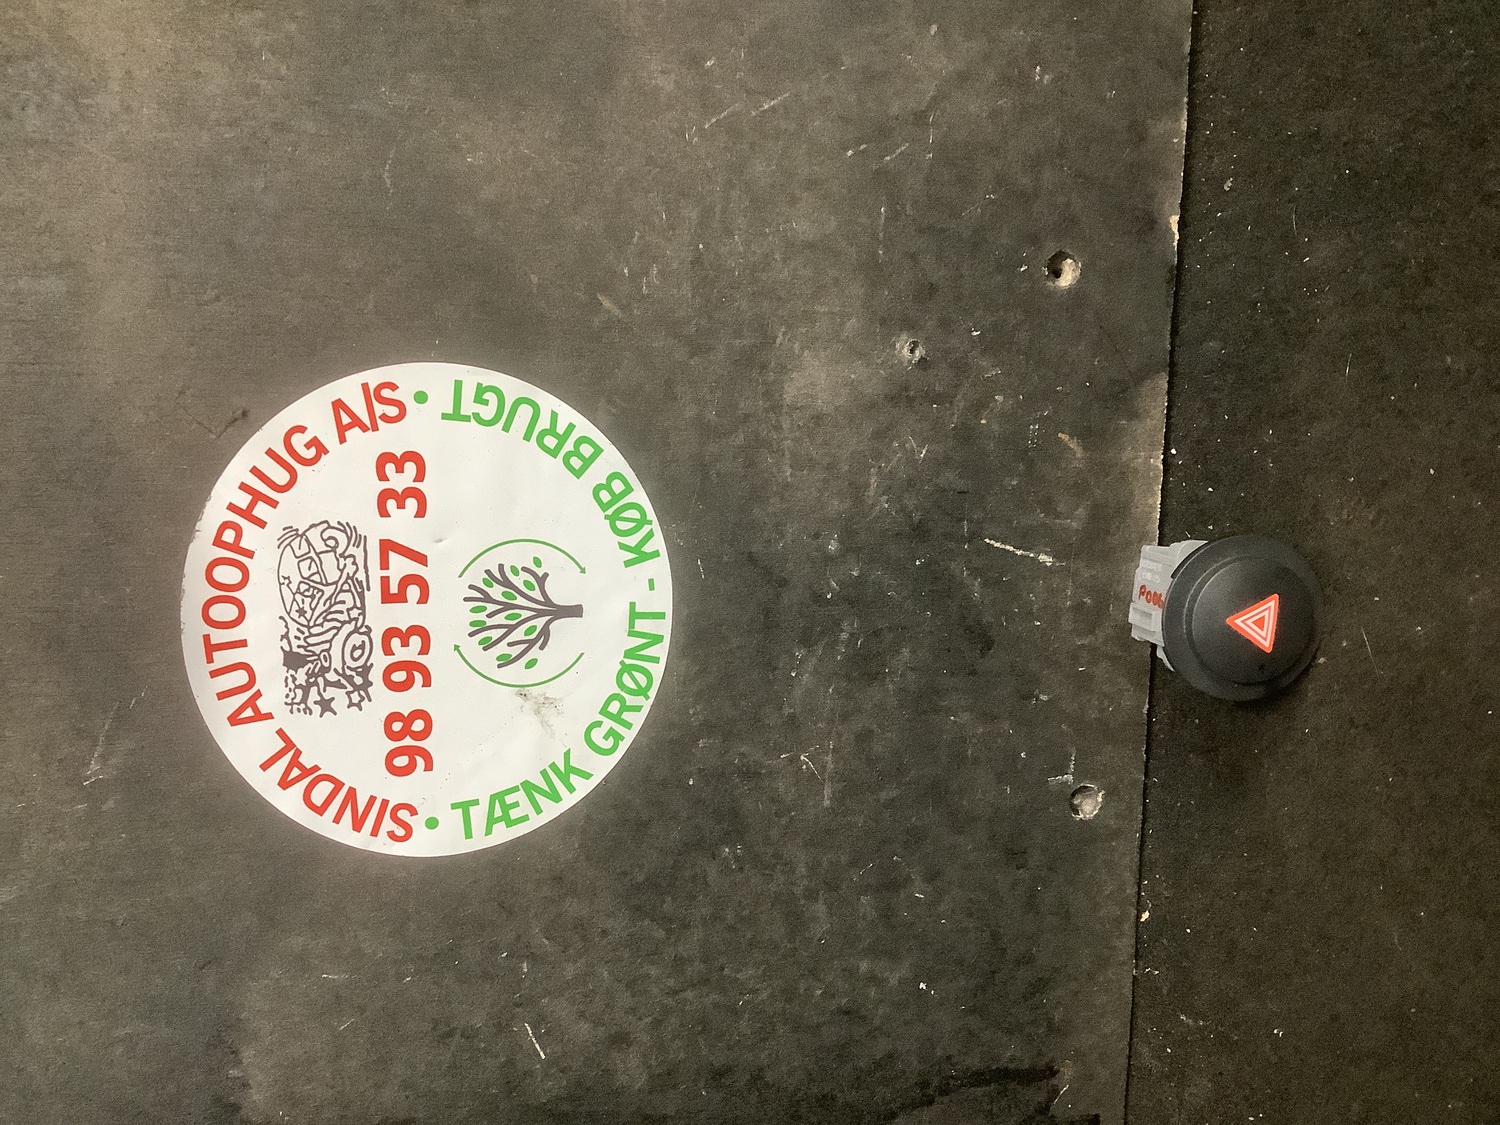 SINDAL AUTOOPHUG A/S
98 93 57 33
• TÆNK GRØNT - KØB BRUGT •